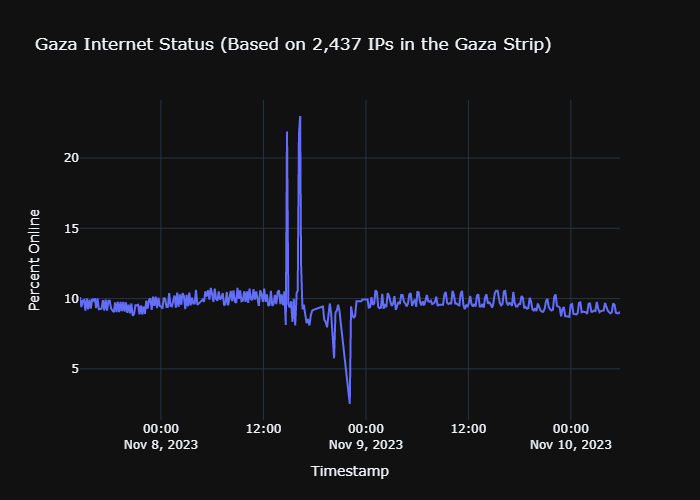 Gaza Internet Status (Based on 2,437 IPs in the Gaza Strip)
Percent Online
20
15
10
5
00:00
Nov 8, 2023
12:00
00:00
Nov 9, 2023
12:00
00:00
Nov 10, 2023
Timestamp